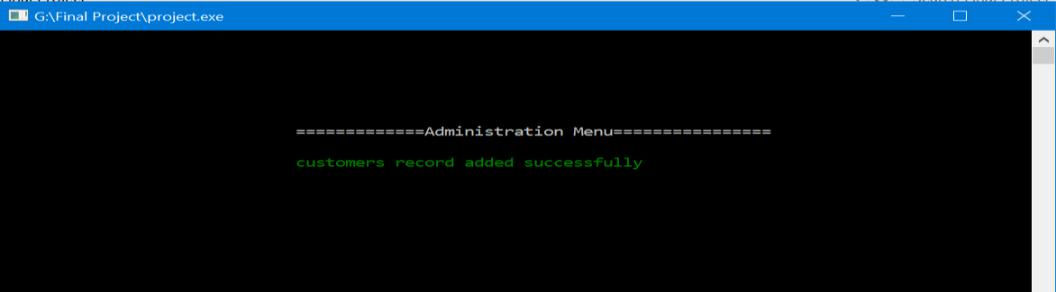 G:\Final Project\project.exe
=============Administration Menu================
customers record added successfully